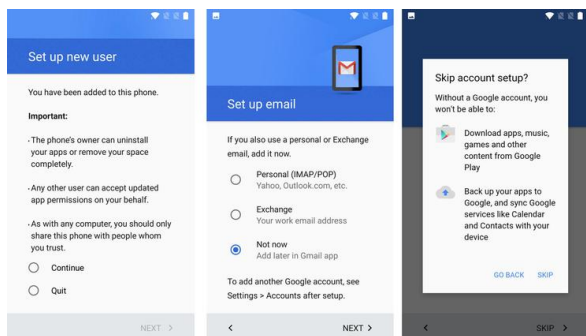 Set up new user
You have been added to this phone.
Important:
·The phone's owner can uninstall
your apps or remove your space
completely.
·Any other user can accept updated
app permissions on your behalf.
·As with any computer, you should only
share this phone with people whom
you trust.
Continue
Quit
NEXT >
Set up email
If you also use a personal or Exchange
email, add it now.
Personal (IMAP/POP)
Yahoo, Outlook.com, etc.
Exchange
Your work email address
Not now
Add later in Gmail app
To add another Google account, see
Settings > Accounts after setup.
< NEXT >
Skip account setup?
Without a Google account, you
won't be able to:
Download apps, music,
games and other
content from Google
Play
Back up your apps to
Google, and sync Google
services like Calendar
and Contacts with your
device
GO BACK SKIP
< SKIP >